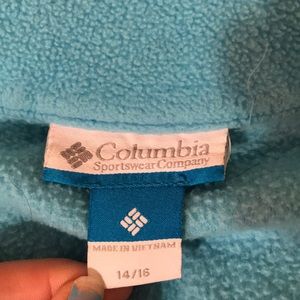 Columbia
Sportswear Company
MADE IN VIETNAM
14/16